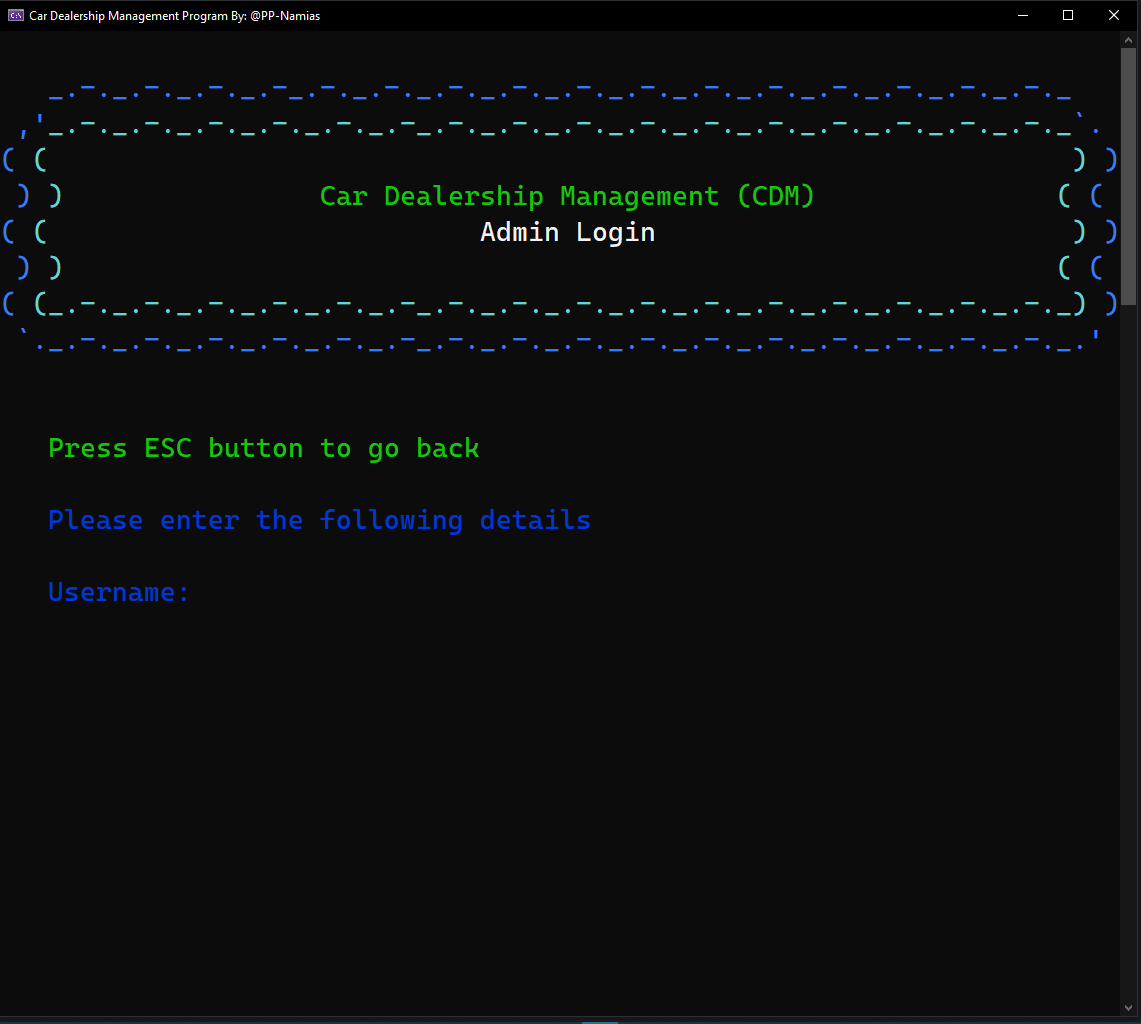 Car Dealership Management Program By: @PP-Namias
Car Dealership Management (CDM)
Admin Login
Press ESC button to go back
Please enter the following details
Username: